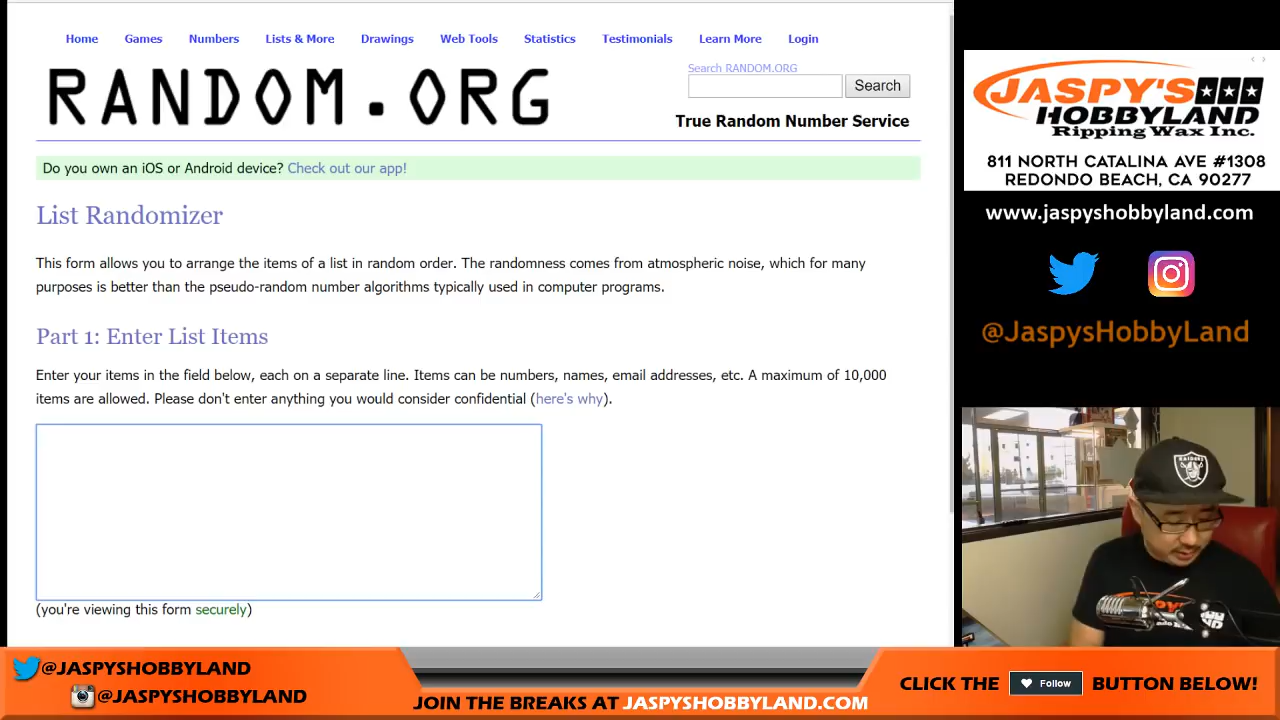 Home Games Numbers Lists & More Drawings Web Tools Statistics Testimonials Learn More Login
RANDOM.ORG
Search RANDOM.ORG
Search
True Random Number Service
Do you own an iOS or Android device? Check out our app!
List Randomizer
This form allows you to arrange the items of a list in random order. The randomness comes from atmospheric noise, which for many
purposes is better than the pseudo-random number algorithms typically used in computer programs.
Part 1: Enter List Items
Enter your items in the field below, each on a separate line. Items can be numbers, names, email addresses, etc. A maximum of 10,000
items are allowed. Please don't enter anything you would consider confidential (here's why).
(you're viewing this form securely)
JASPY'S
HOBBYLAND
Ripping Wax Inc.
811 NORTH CATALINA AVE #1308
REDONDO BEACH, CA 90277
www.jaspyshobbyland.com
@JaspysHobbyLand
RAIDERS
@JASPYSHOBBYLAND
@JASPYSHOBBYLAND
JOIN THE BREAKS AT JASPYSHOBBYLAND.COM
CLICK THE Follow BUTTON BELOW!